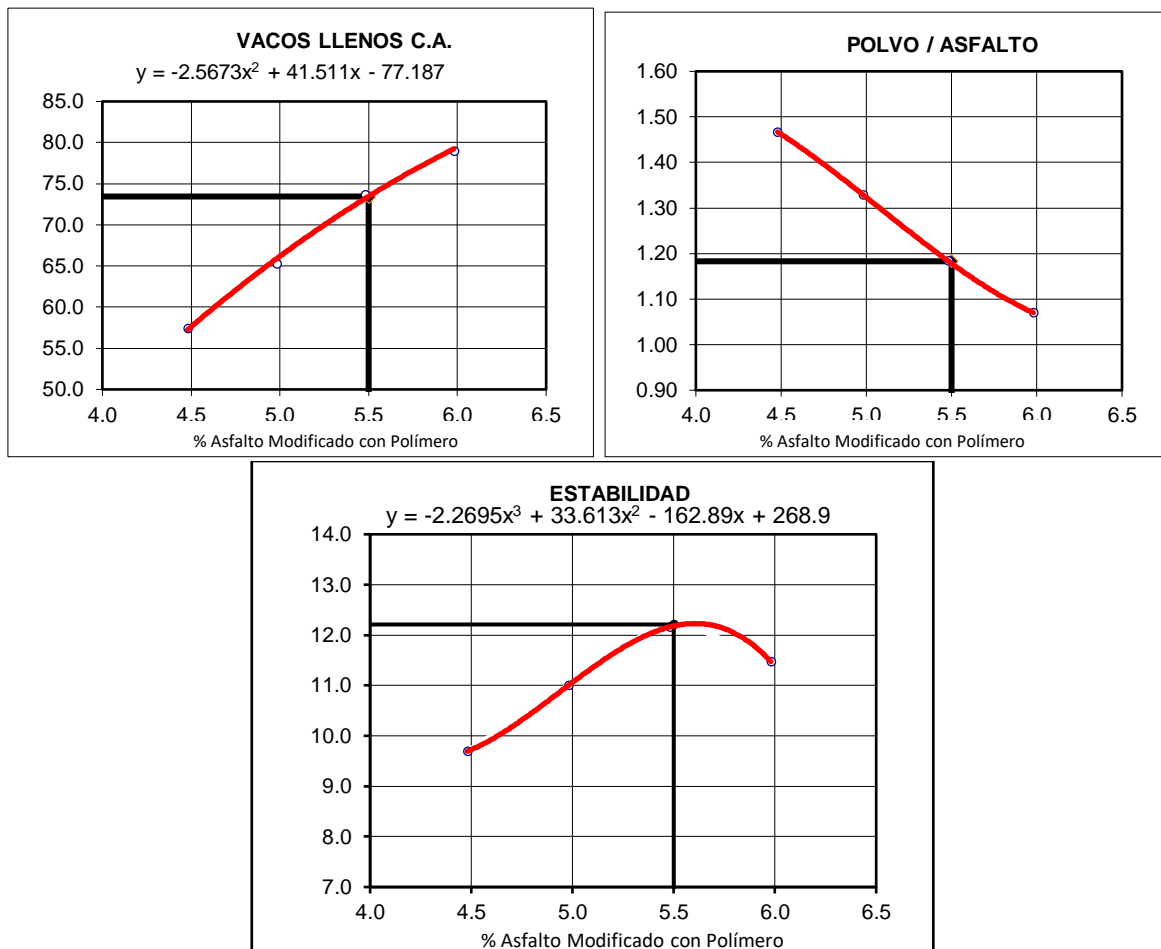 VACOS LLENOS C.A.
y = -2.5673x² + 41.511x - 77.187
85.0
80.0
75.0
70.0
65.0
60.0
55.0
50.0
4.0 4.5 5.0 5.5 6.0 6.5
% Asfalto Modificado con Polímero
POLVO / ASFALTO
1.60
1.50
1.40
1.30
1.20
1.10
1.00
0.90
4.0 4.5 5.0 5.5 6.0 6.5
% Asfalto Modificado con Polímero
ESTABILIDAD
y = -2.2695x³ + 33.613x² - 162.89x + 268.9
14.0
13.0
12.0
11.0
10.0
9.0
8.0
7.0
4.0 4.5 5.0 5.5 6.0 6.5
% Asfalto Modificado con Polímero